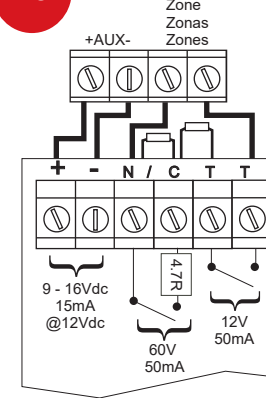 Zone
Zonas
+AUX- Zones
+ - N / C T T
4.7R
9 - 16Vdc
15mA
@12Vdc
60V
50mA
12V
50mA